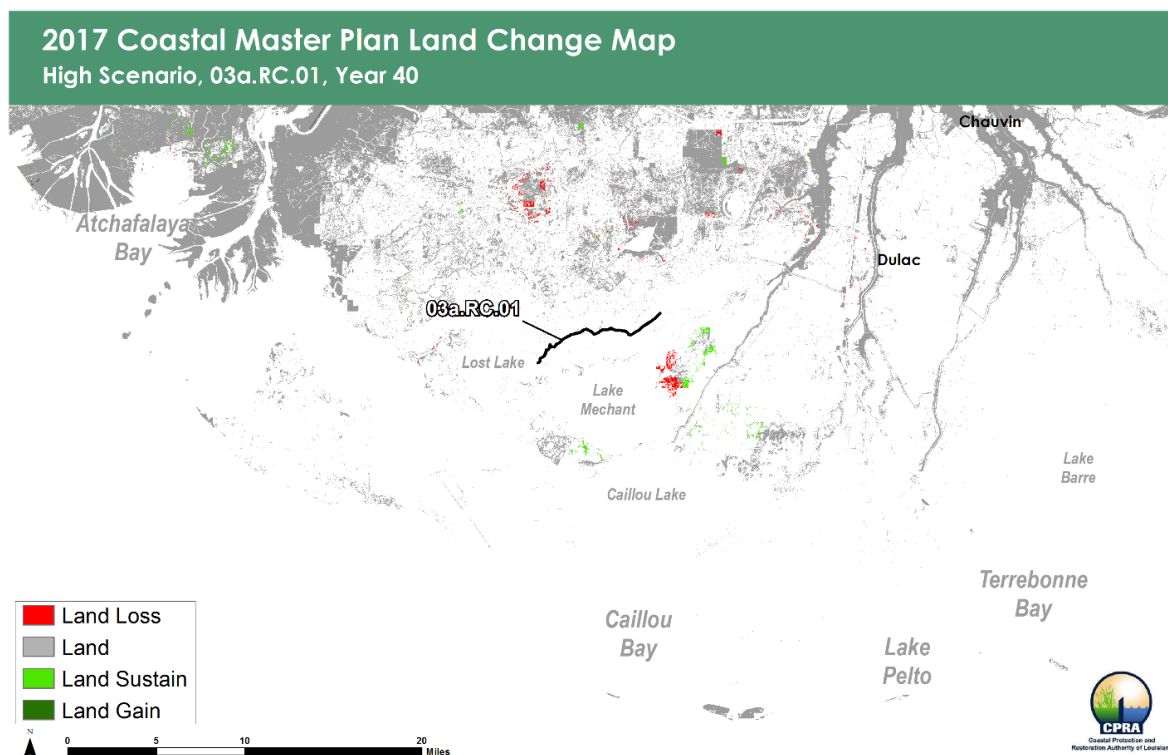 2017 Coastal Master Plan Land Change Map
High Scenario, 03a.RC.01, Year 40
Chauvin
Atchafalaya
Bay
Dulac
03a.RC.01
Lost Lake
Lake
Mechant
Lake
Barre
Caillou Lake
Terrebonne
Bay
Caillou
Bay
Lake
Pelto
Land Loss
Land
Land Sustain
Land Gain
N
0 5 10 20
Miles
CPRA
Coastal Protection and
Restoration Authority of Louisiana